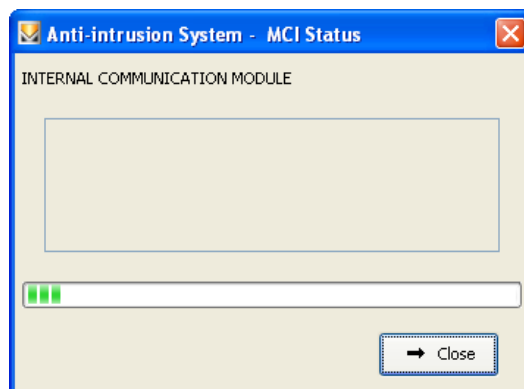 Anti-intrusion System - MCI Status
INTERNAL COMMUNICATION MODULE
Close